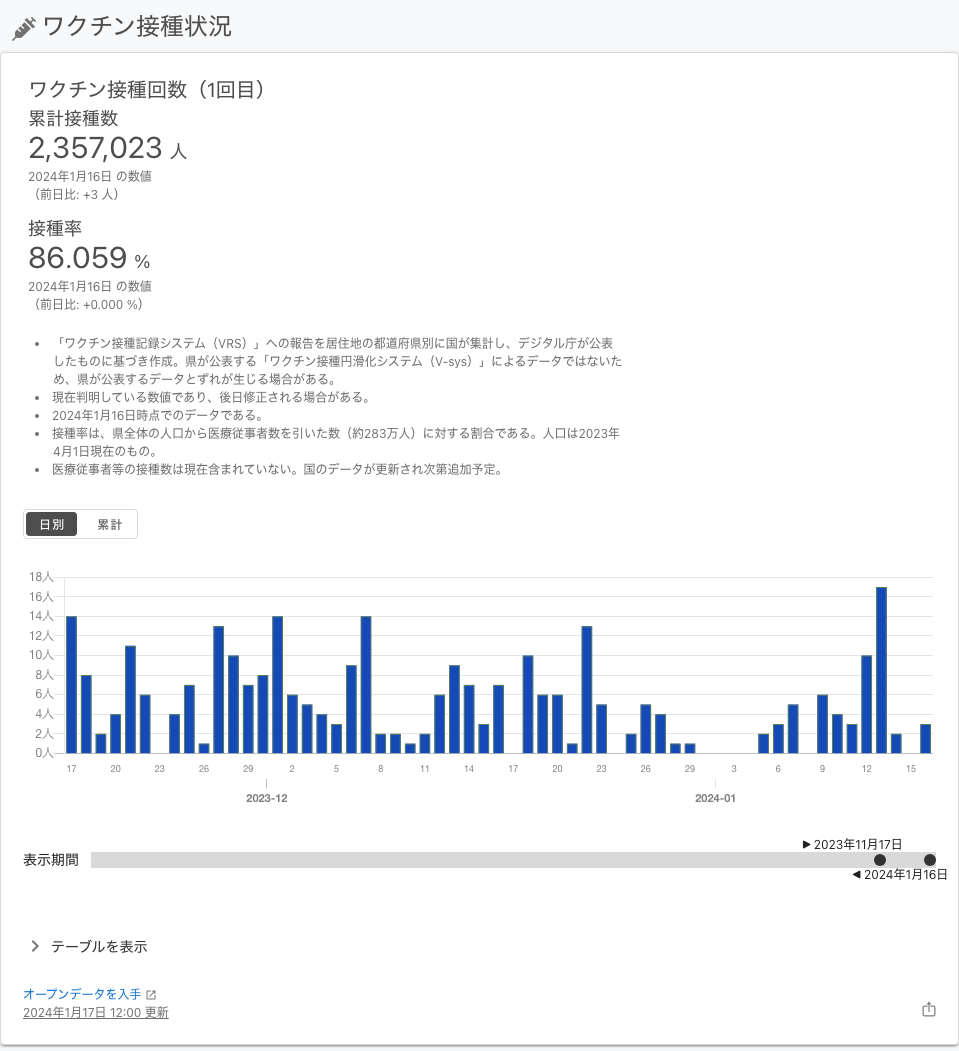 ワクチン接種状況
ワクチン接種回数（1回目）
累計接種数
2,357,023 人
2024年1月16日 の数値
（前日比: +3 人）
接種率
86.059 %
2024年1月16日 の数値
（前日比: +0.000 %）
「ワクチン接種記録システム（VRS）」への報告を居住地の都道府県別に国が集計し、デジタル庁が公表
したものに基づき作成。県が公表する「ワクチン接種円滑化システム（V-sys）」によるデータではないた
め、県が公表するデータとずれが生じる場合がある。
現在判明している数値であり、後日修正される場合がある。
2024年1月16日時点でのデータである。
接種率は、県全体の人口から医療従事者数を引いた数（約283万人）に対する割合である。人口は2023年
4月1日現在のもの。
医療従事者等の接種数は現在含まれていない。国のデータが更新され次第追加予定。
日別 累計
18人
16人
14人
12人
10人
8人
6人
4人
2人
0人
17 20 23 26 29 2 5 8 11 14 17 20 23 26 29 3 6 9 12 15
2023-12 2024-01
2023年11月17日
表示期間
2024年1月16日
テーブルを表示
オープンデータを入手
2024年1月17日 12:00 更新